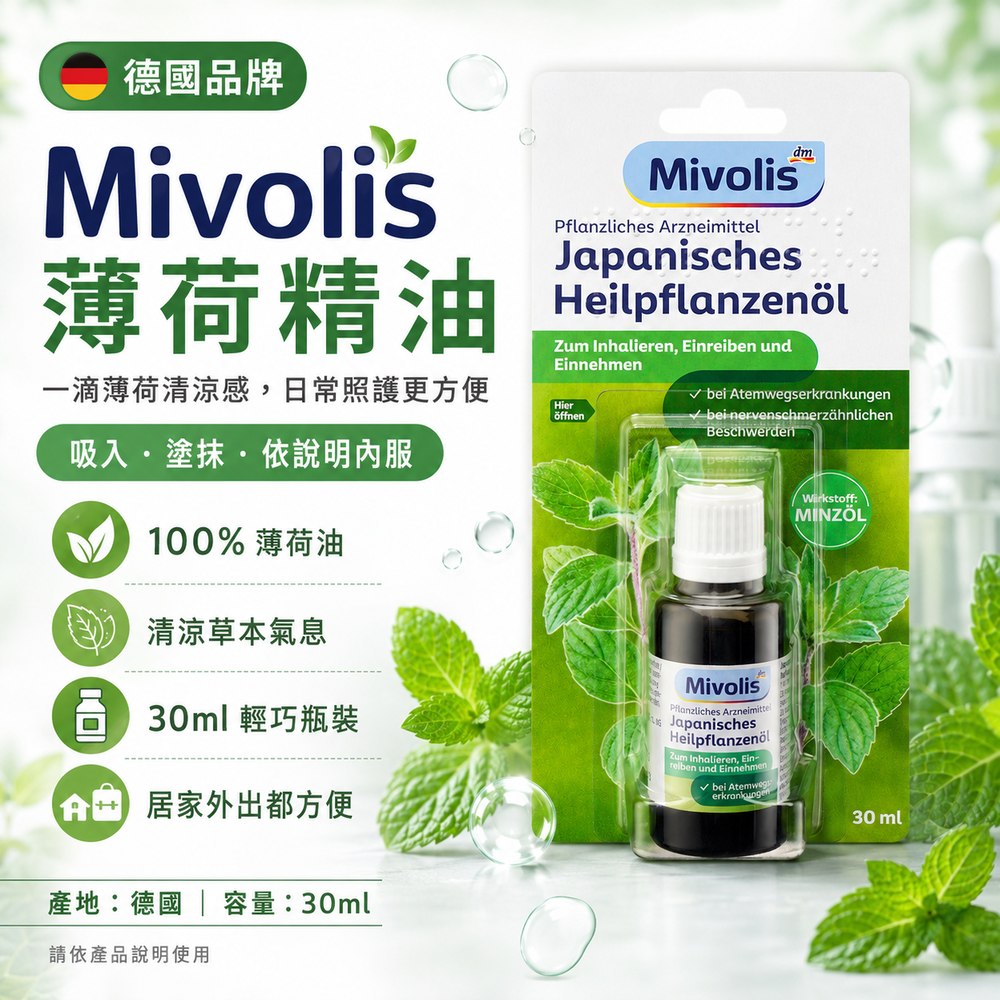 德國品牌
Mivolis
薄荷精油
一滴薄荷清涼感，日常照護更方便
吸入・塗抹・依說明內服
100% 薄荷油
清涼草本氣息
30ml 輕巧瓶裝
居家外出都方便
產地：德國｜容量：30ml
請依產品說明使用
dm
Mivolis
Pflanzliches Arzneimittel
Japanisches
Heilpflanzenöl
Zum Inhalieren, Einreiben und
Einnehmen
✓ bei Atemwegserkrankungen
✓ bei nervenschmerzähnlichen
Beschwerden
Hier
öffnen
Wirkstoff:
MINZÖL
Mivolis
Pflanzliches Arzneimittel
Japanisches
Heilpflanzenöl
Zum Inhalieren, Ein-
reiben und Einnehmen
✓ bei Atemwegs-
erkrankungen
30 ml